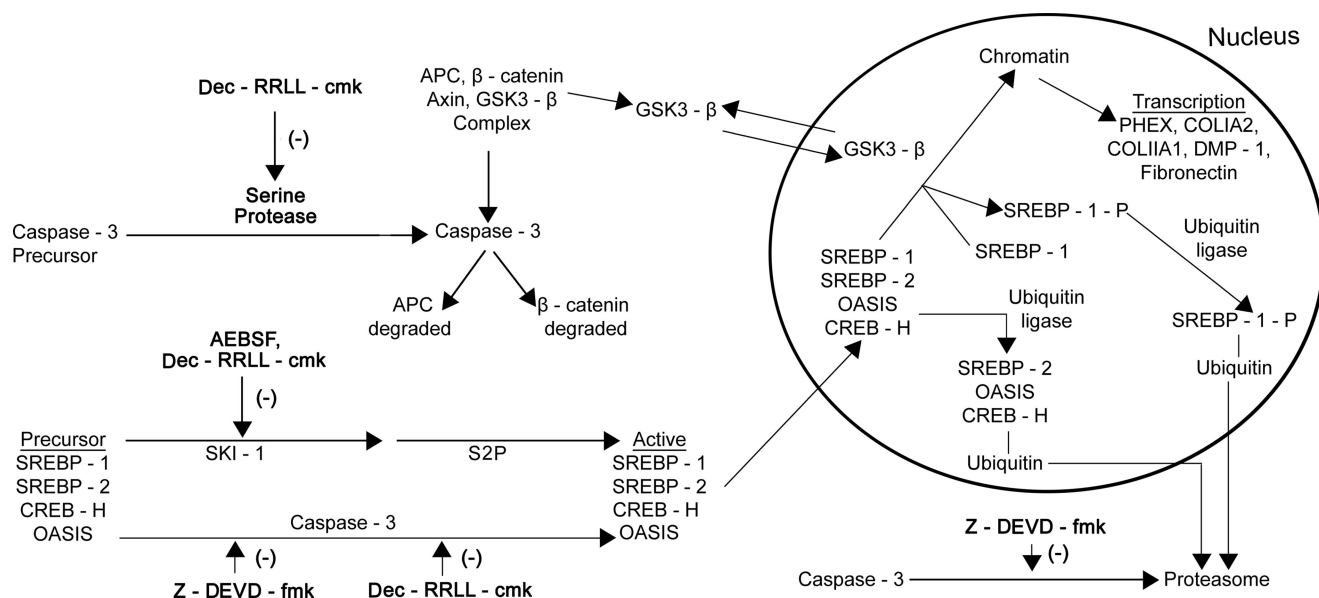 Nucleus
Dec - RRLL - cmk
(-)
Serine
Protease
Caspase - 3
Precursor
APC, β - catenin
Axin, GSK3 - β
Complex
GSK3 - β
GSK3 - β
Caspase - 3
APC
degraded
β - catenin
degraded
Chromatin
Transcription
PHEX, COLIA2,
COLIIA1, DMP - 1,
Fibronectin
SREBP - 1 - P
SREBP - 1
Ubiquitin
ligase
SREBP - 1
SREBP - 2
OASIS
CREB - H
Ubiquitin
ligase
SREBP - 1 - P
Ubiquitin
SREBP - 2
OASIS
CREB - H
Ubiquitin
AEBSF,
Dec - RRLL - cmk
(-)
Precursor
SREBP - 1
SREBP - 2
CREB - H
OASIS
SKI - 1
S2P
Active
SREBP - 1
SREBP - 2
CREB - H
OASIS
Caspase - 3
(-)
(-)
Z - DEVD - fmk
Dec - RRLL - cmk
Z - DEVD - fmk
(-)
Caspase - 3
Proteasome